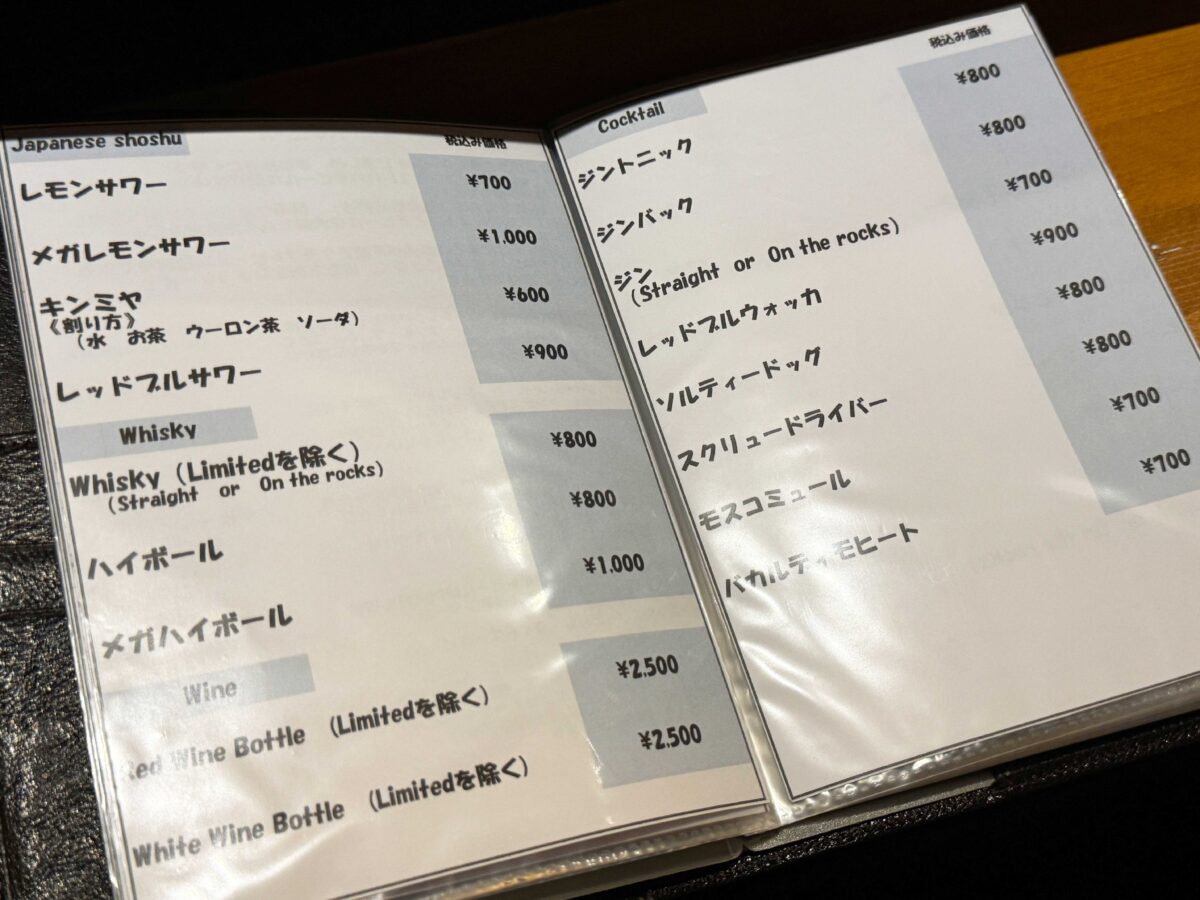 Japanese shoshu
税込み価格
レモンサワー ¥700
メガレモンサワー ¥1,000
キンミヤ ¥600
《割り方》
（水 お茶 ウーロン茶 ソーダ）
レッドブルサワー ¥900
Whisky
Whisky (Limitedを除く) ¥800
(Straight or On the rocks)
ハイボール ¥800
メガハイボール ¥1,000
Wine
Red Wine Bottle (Limitedを除く) ¥2,500
White Wine Bottle (Limitedを除く) ¥2,500
Cocktail
税込み価格
ジントニック ¥800
ジンバック ¥800
ジン ¥700
(Straight or On the rocks)
レッドブルウォッカ ¥900
ソルティードッグ ¥800
スクリュードライバー ¥800
モスコミュール ¥700
バカルディモヒート ¥700